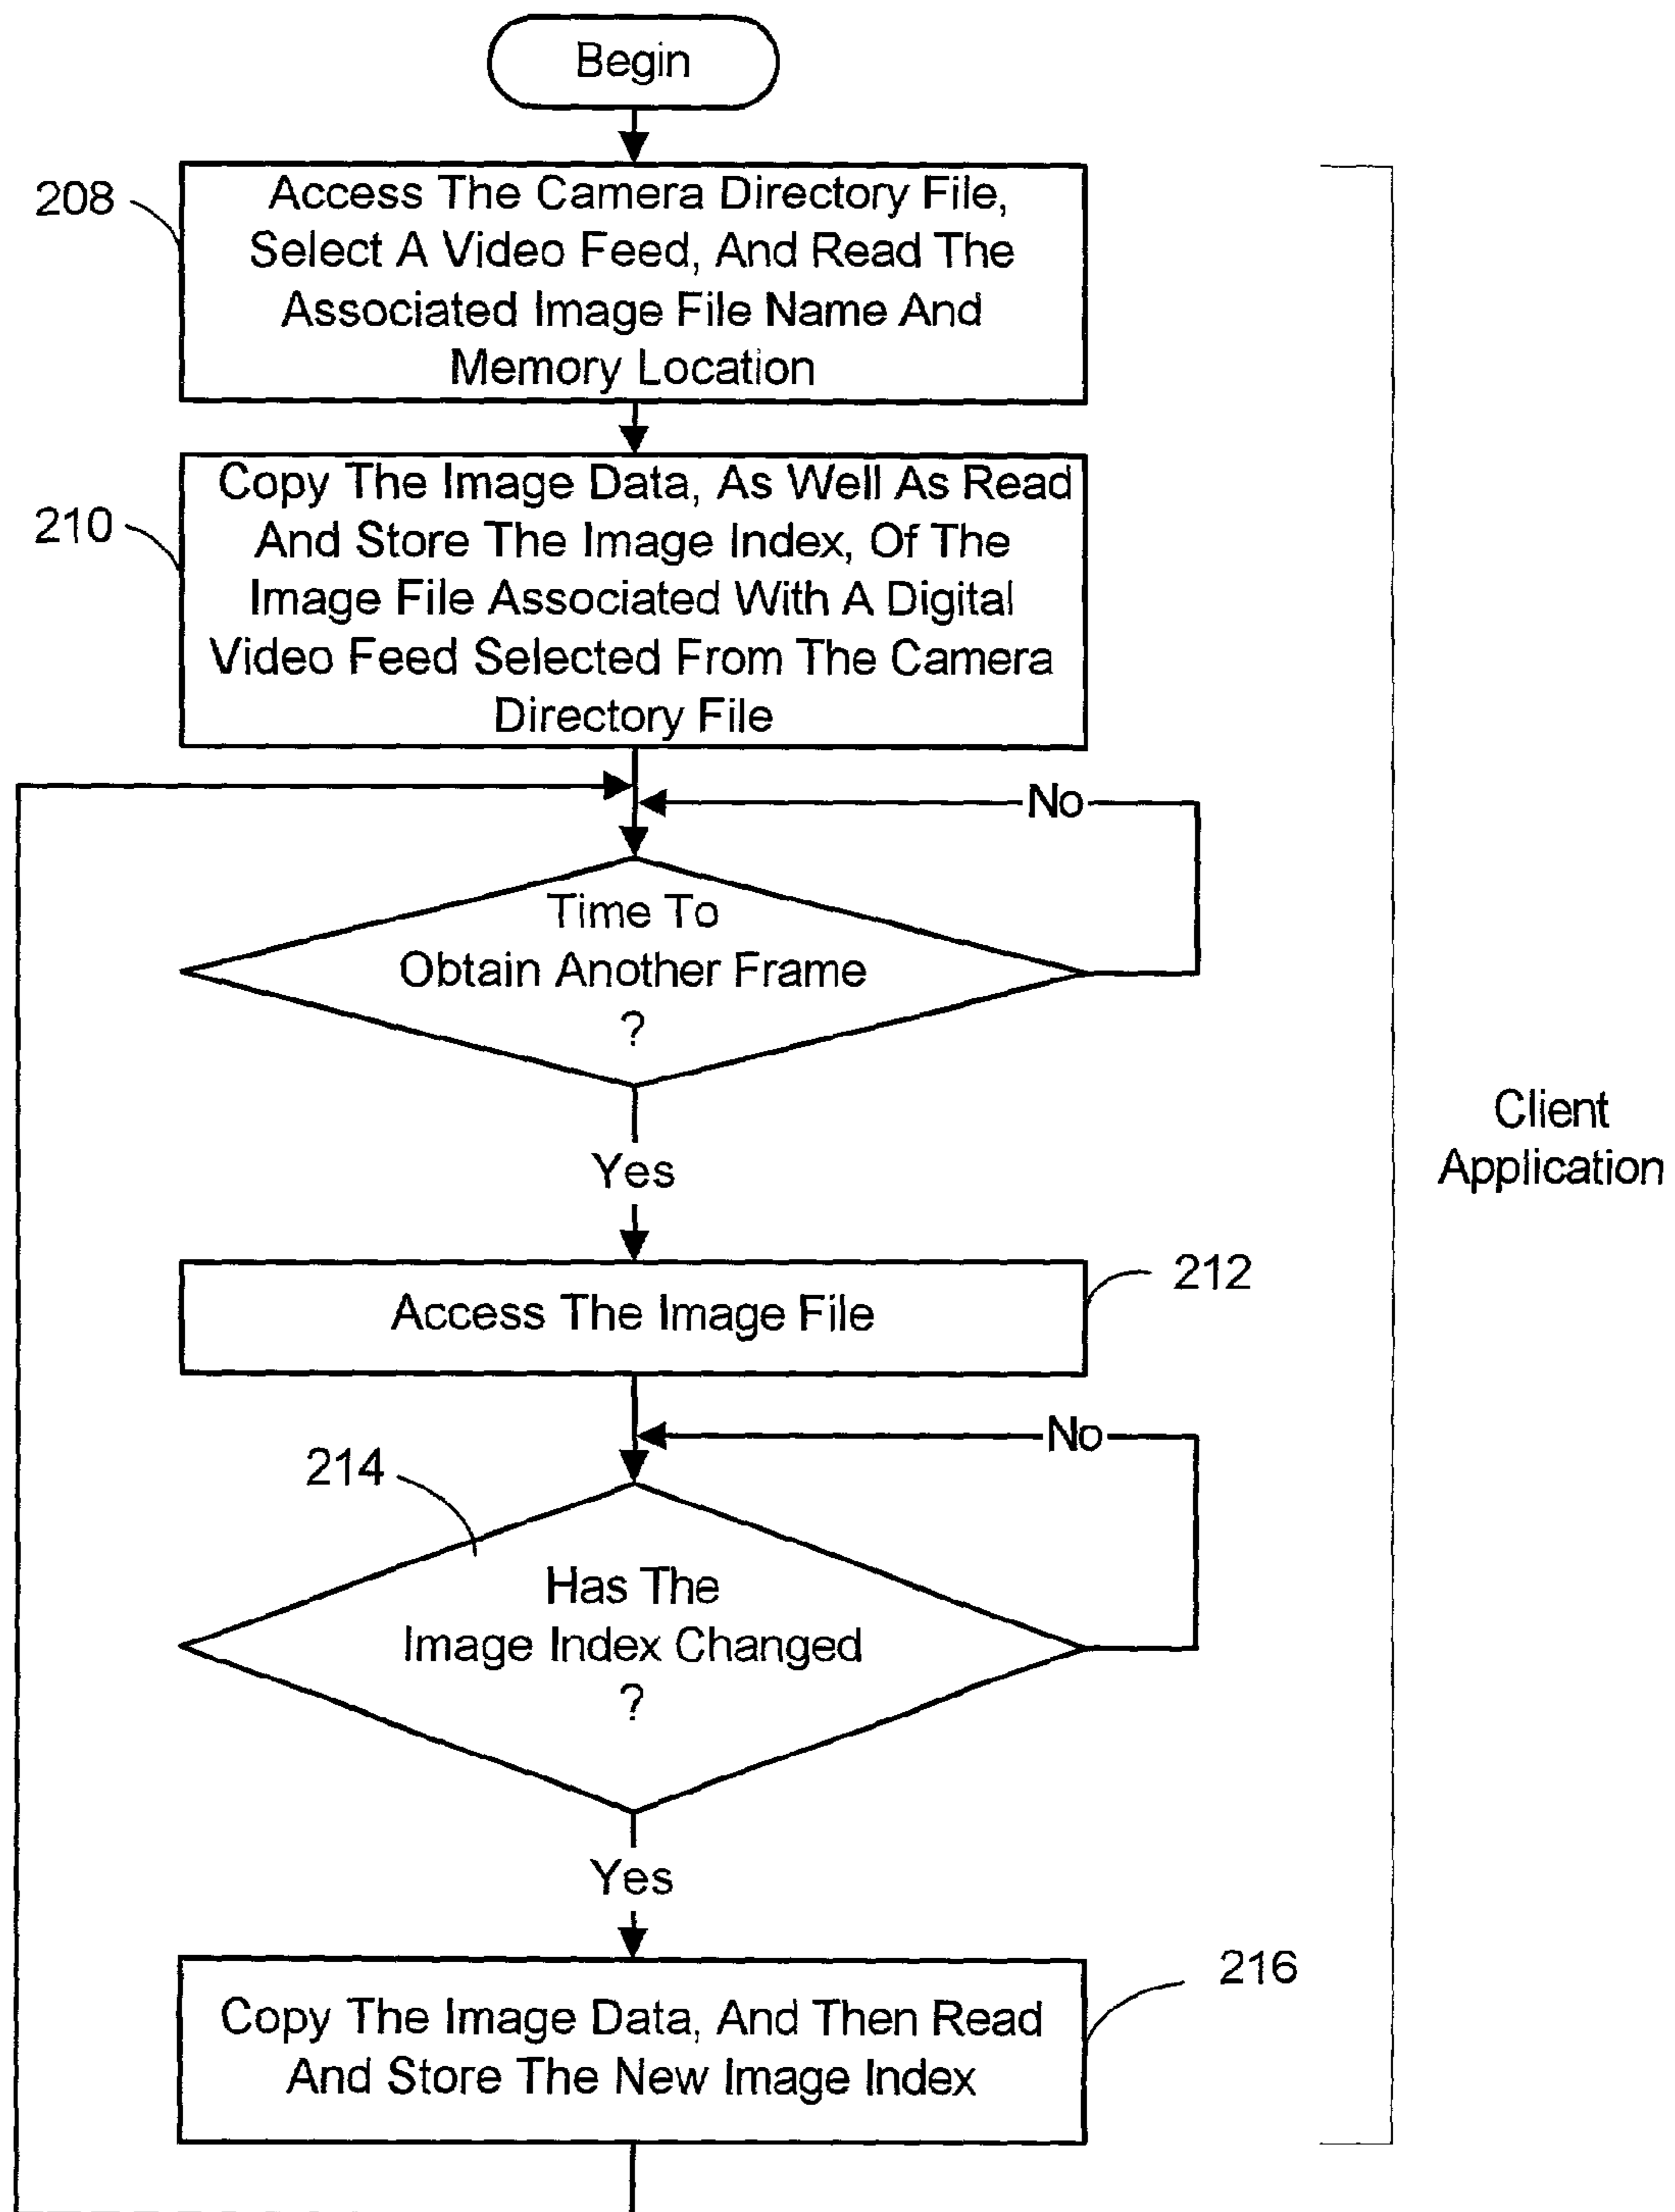 Begin
208
Access The Camera Directory File,
Select A Video Feed, And Read The
Associated Image File Name And
Memory Location
210
Copy The Image Data, As Well As Read
And Store The Image Index, Of The
Image File Associated With A Digital
Video Feed Selected From The Camera
Directory File
No
Time To
Obtain Another Frame
?
Client
Application
Yes
212
Access The Image File
No
214
Has The
Image Index Changed
?
Yes
216
Copy The Image Data, And Then Read
And Store The New Image Index